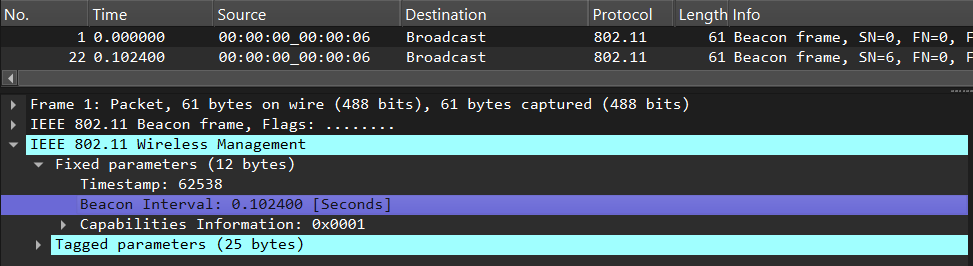 No. Time Source Destination Protocol Length Info
1 0.000000 00:00:00_00:00:06 Broadcast 802.11 61 Beacon frame, SN=0, FN=0, F
22 0.102400 00:00:00_00:00:06 Broadcast 802.11 61 Beacon frame, SN=6, FN=0, F
Frame 1: Packet, 61 bytes on wire (488 bits), 61 bytes captured (488 bits)
IEEE 802.11 Beacon frame, Flags: ........
IEEE 802.11 Wireless Management
Fixed parameters (12 bytes)
Timestamp: 62538
Beacon Interval: 0.102400 [Seconds]
Capabilities Information: 0x0001
Tagged parameters (25 bytes)